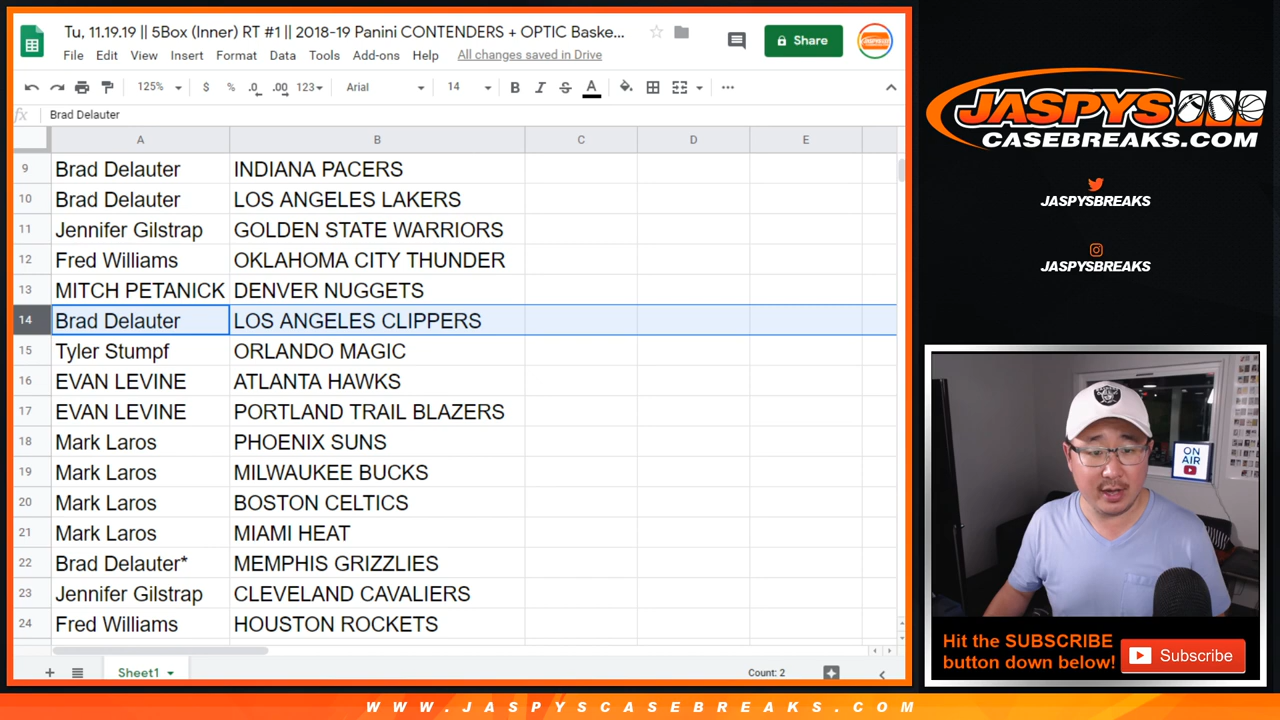 Tu, 11.19.19 || 5Box (Inner) RT #1 || 2018-19 Panini CONTENDERS + OPTIC Baske...
File Edit View Insert Format Data Tools Add-ons Help All changes saved in Drive
Share
125% $ % .0 .00 123 Arial 14 B I S A
fx Brad Delauter
A B C D E
9 Brad Delauter INDIANA PACERS
10 Brad Delauter LOS ANGELES LAKERS
11 Jennifer Gilstrap GOLDEN STATE WARRIORS
12 Fred Williams OKLAHOMA CITY THUNDER
13 MITCH PETANICK DENVER NUGGETS
14 Brad Delauter LOS ANGELES CLIPPERS
15 Tyler Stumpf ORLANDO MAGIC
16 EVAN LEVINE ATLANTA HAWKS
17 EVAN LEVINE PORTLAND TRAIL BLAZERS
18 Mark Laros PHOENIX SUNS
19 Mark Laros MILWAUKEE BUCKS
20 Mark Laros BOSTON CELTICS
21 Mark Laros MIAMI HEAT
22 Brad Delauter* MEMPHIS GRIZZLIES
23 Jennifer Gilstrap CLEVELAND CAVALIERS
24 Fred Williams HOUSTON ROCKETS
Sheet1 Count: 2
JASPYS
CASEBREAKS.COM
JASPYSBREAKS
JASPYSBREAKS
ON
AIR
Hit the SUBSCRIBE
button down below!
Subscribe
WWW.JASPYSCASEBREAKS.COM